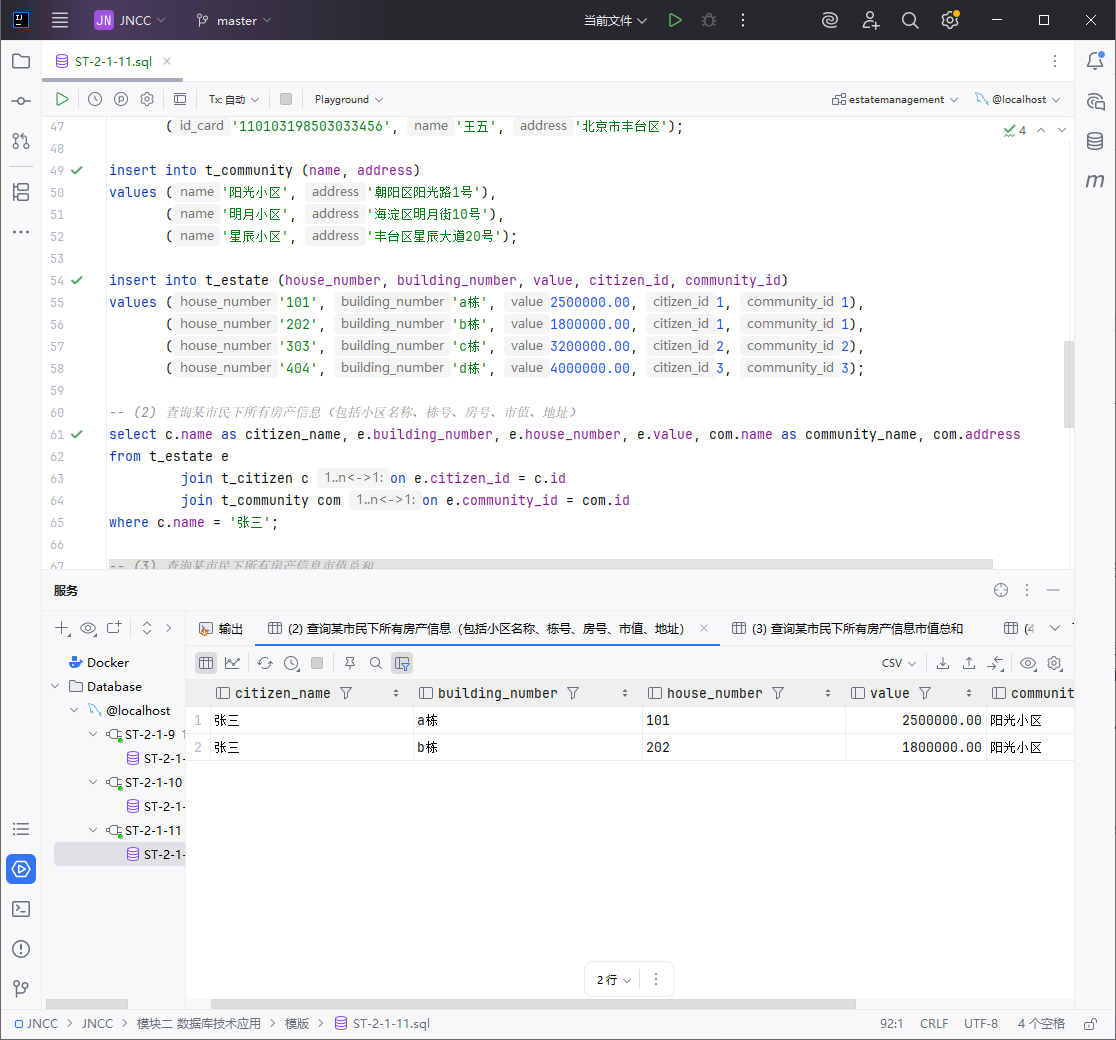 JN JNCC master 当前文件
ST-2-1-11.sql
Tx: 自动 Playground estatemanagement @localhost
47 ( id_card '110103198503033456', name '王五', address '北京市丰台区'); 4
48
49 insert into t_community (name, address)
50 values ( name '阳光小区', address '朝阳区阳光路1号'),
51 ( name '明月小区', address '海淀区明月街10号'),
52 ( name '星辰小区', address '丰台区星辰大道20号');
53
54 insert into t_estate (house_number, building_number, value, citizen_id, community_id)
55 values ( house_number '101', building_number 'a栋', value 2500000.00, citizen_id 1, community_id 1),
56 ( house_number '202', building_number 'b栋', value 1800000.00, citizen_id 1, community_id 1),
57 ( house_number '303', building_number 'c栋', value 3200000.00, citizen_id 2, community_id 2),
58 ( house_number '404', building_number 'd栋', value 4000000.00, citizen_id 3, community_id 3);
59
60 -- (2) 查询某市民下所有房产信息（包括小区名称、栋号、房号、市值、地址）
61 select c.name as citizen_name, e.building_number, e.house_number, e.value, com.name as community_name, com.address
62 from t_estate e
63 join t_citizen c 1..n<->1: on e.citizen_id = c.id
64 join t_community com 1..n<->1: on e.community_id = com.id
65 where c.name = '张三';
66
67 -- (3) 查询某市民下所有房产信息市值总和
服务
输出 (2) 查询某市民下所有房产信息（包括小区名称、栋号、房号、市值、地址） (3) 查询某市民下所有房产信息市值总和 (4
Docker
Database
@localhost
ST-2-1-9 1
ST-2-1-
ST-2-1-10
ST-2-1-
ST-2-1-11
ST-2-1-
CSV
citizen_name building_number house_number value communit
1 张三 a栋 101 2500000.00 阳光小区
2 张三 b栋 202 1800000.00 阳光小区
2 行
JNCC JNCC 模块二 数据库技术应用 模版 ST-2-1-11.sql 92:1 CRLF UTF-8 4 个空格